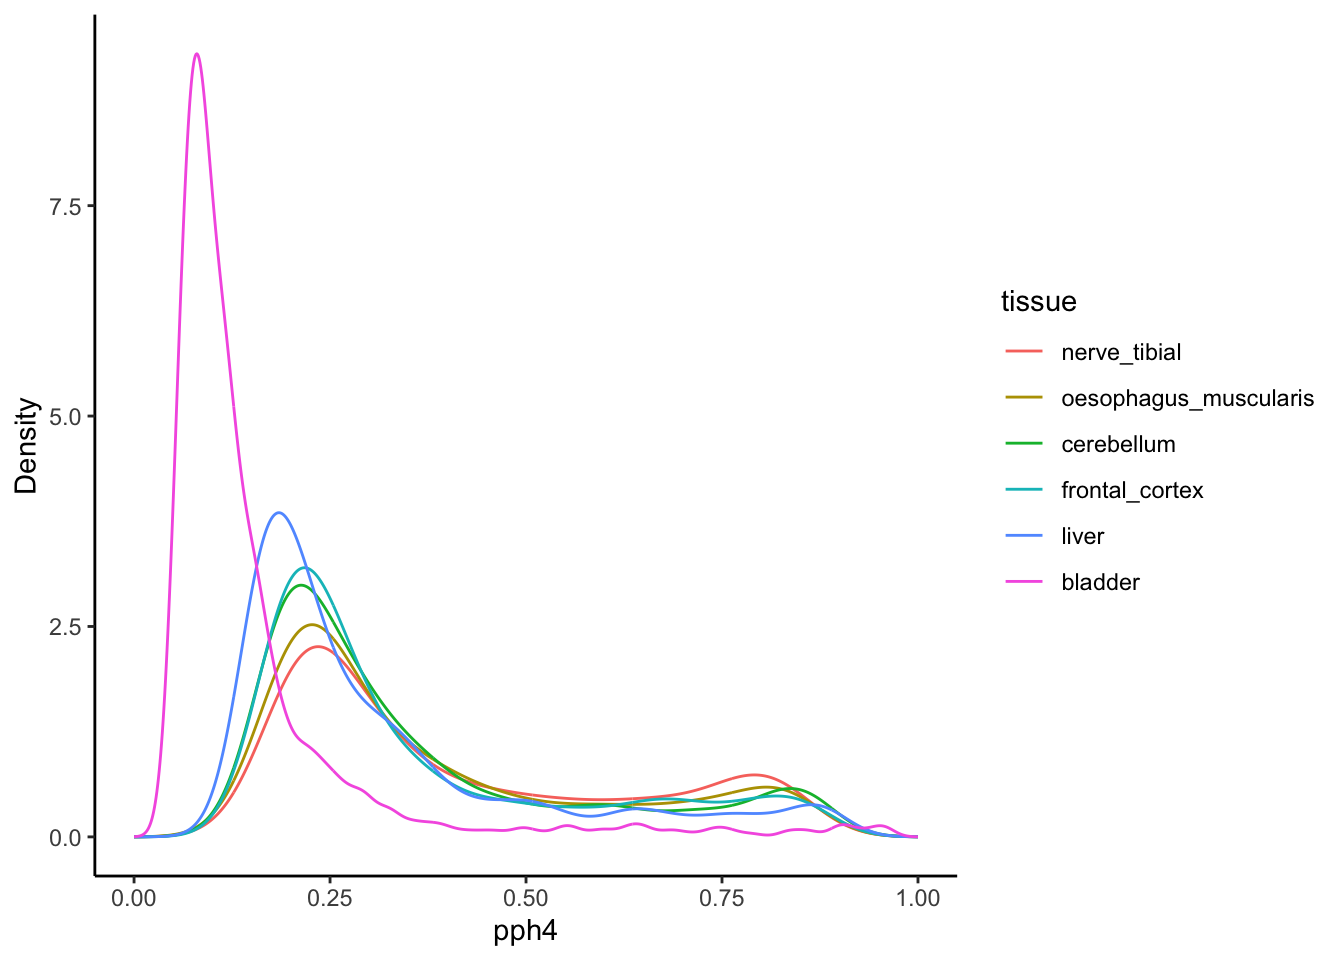 7.5
5.0
2.5
0.0
Density
0.00 0.25 0.50 0.75 1.00
pph4
tissue
nerve_tibial
oesophagus_muscularis
cerebellum
frontal_cortex
liver
bladder